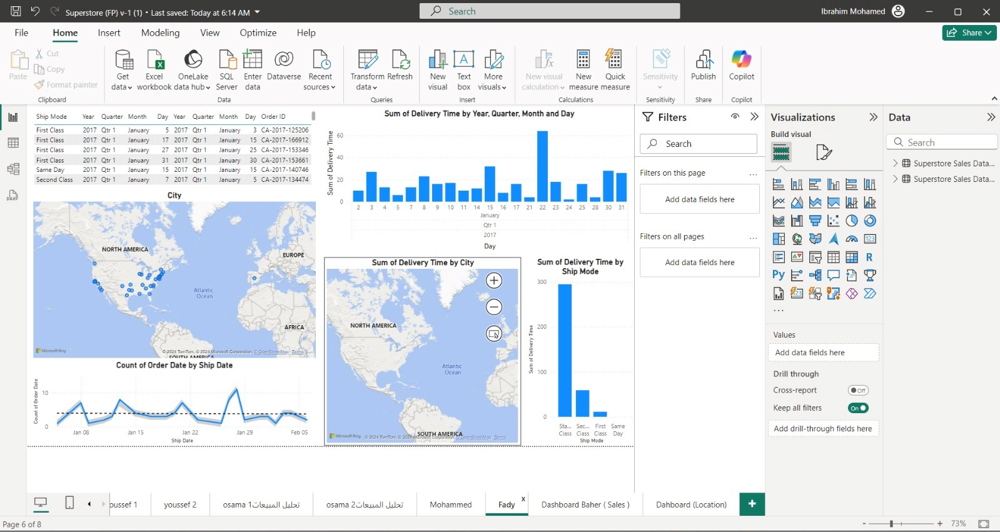 Superstore (FP) v-1 (1) • Last saved: Today at 6:14 AM
Search
Ibrahim Mohamed
File Home Insert Modeling View Optimize Help
Share
Paste
Cut
Copy
Format painter
Clipboard
Get data
Excel workbook
OneLake data hub
SQL Server
Enter data
Dataverse
Recent sources
Data
Transform data
Refresh
Queries
New visual
Text box
More visuals
Insert
New visual calculation
New measure
Quick measure
Calculations
Sensitivity
Sensitivity
Publish
Share
Copilot
Copilot
Ship Mode Year Quarter Month Day Year Quarter Month Day Order ID
First Class 2017 Qtr 1 January 5 2017 Qtr 1 January 3 CA-2017-125206
First Class 2017 Qtr 1 January 17 2017 Qtr 1 January 15 CA-2017-166912
First Class 2017 Qtr 1 January 27 2017 Qtr 1 January 25 CA-2017-153346
First Class 2017 Qtr 1 January 31 2017 Qtr 1 January 30 CA-2017-153661
Same Day 2017 Qtr 1 January 15 2017 Qtr 1 January 15 CA-2017-140746
Second Class 2017 Qtr 1 January 7 2017 Qtr 1 January 5 CA-2017-134474
City
NORTH AMERICA
EUROPE
Atlantic
Ocean
AFRICA
Microsoft Bing
© 2024 TomTom, © 2024 Microsoft Corporation, © OpenStreetMap Terms
SOUTH AMERICA
Count of Order Date by Ship Date
Count of Order Date
10
0
Jan 08 Jan 15 Jan 22 Jan 29 Feb 05
Ship Date
Sum of Delivery Time by Year, Quarter, Month and Day
Sum of Delivery Time
60
40
20
0
2 3 4 5 7 8 9 10 11 14 15 16 17 21 22 23 24 25 28 30 31
January
Qtr 1
2017
Day
Sum of Delivery Time by City
NORTH AMERICA
Atlantic
Ocean
SOUTH AMERICA
Microsoft Bing
© 2024 TomTom, © 2024 Microsoft Corporation, © OpenStreetMap Terms
Sum of Delivery Time by
Ship Mode
Sum of Delivery Time
300
200
100
0
Sta... Sec... First Same
Class Class Class Day
Ship Mode
Filters
Search
Filters on this page ...
Add data fields here
Filters on all pages ...
Add data fields here
Visualizations
Build visual
123
R
Py
123
...
Values
Add data fields here
Drill through
Cross-report Off
Keep all filters On
Add drill-through fields here
Data
Search
Superstore Sales Data...
Superstore Sales Data...
DAX
oussef 1
youssef 2
osama 1تحليل المبيعات
osama 2تحليل المبيعات
Mohammed
Fady x
Dashboard Baher ( Sales )
Dahboard (Location)
+
Page 6 of 8
- + 73%